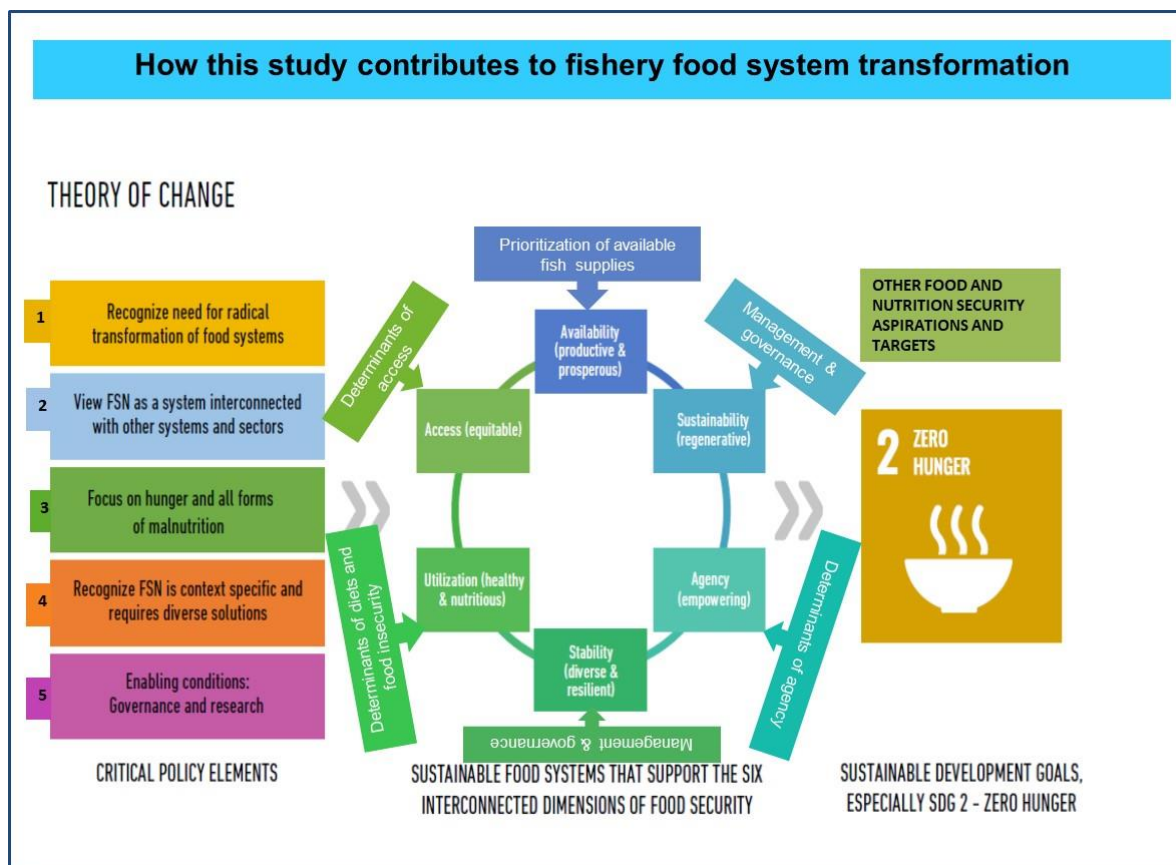 How this study contributes to fishery food system transformation
THEORY OF CHANGE
1
Recognize need for radical
transformation of food systems
2
View FSN as a system interconnected
with other systems and sectors
3
Focus on hunger and all forms
of malnutrition
4
Recognize FSN is context specific and
requires diverse solutions
5
Enabling conditions:
Governance and research
CRITICAL POLICY ELEMENTS
Prioritization of available
fish supplies
Determinants of
access
Management &
governance
Availability
(productive &
prosperous)
Access (equitable)
Sustainability
(regenerative)
Utilization (healthy
& nutritious)
Agency
(empowering)
Stability
(diverse &
resilient)
Determinants of diets and
food insecurity
Determinants of agency
Management & governance
SUSTAINABLE FOOD SYSTEMS THAT SUPPORT THE SIX
INTERCONNECTED DIMENSIONS OF FOOD SECURITY
OTHER FOOD AND
NUTRITION SECURITY
ASPIRATIONS AND
TARGETS
2 ZERO
HUNGER
SUSTAINABLE DEVELOPMENT GOALS,
ESPECIALLY SDG 2 - ZERO HUNGER